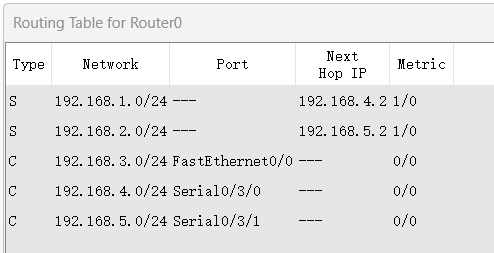 Routing Table for Router0
Type Network Port Next Hop IP Metric
S 192.168.1.0/24 --- 192.168.4.2 1/0
S 192.168.2.0/24 --- 192.168.5.2 1/0
C 192.168.3.0/24 FastEthernet0/0 --- 0/0
C 192.168.4.0/24 Serial0/3/0 --- 0/0
C 192.168.5.0/24 Serial0/3/1 --- 0/0